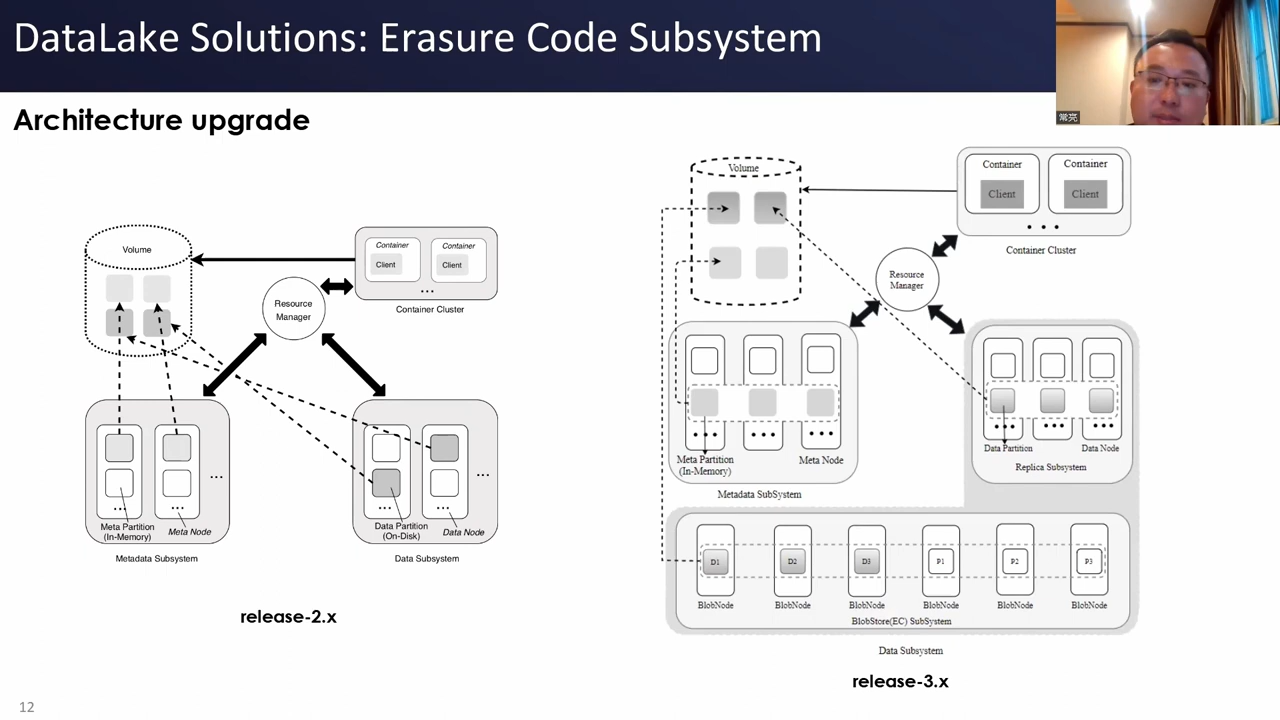 DataLake Solutions: Erasure Code Subsystem
常亮
Architecture upgrade
Volume
Container
Container
Client
Client
...
Container Cluster
Resource
Manager
...
Meta Partition
(In-Memory)
Meta Node
...
...
Metadata Subsystem
Data Partition
(On-Disk)
Data Node
...
...
...
Data Subsystem
release-2.x
Volume
Container
Container
Client
Client
• • •
Container Cluster
Resource
Manager
•••
•••
•••
Meta Partition
(In-Memory)
Meta Node
Metadata SubSystem
•••
•••
•••
Data Partition
Data Node
Replica Subsystem
D1
D2
D3
P1
P2
P3
BlobNode
BlobNode
BlobNode
BlobNode
BlobNode
BlobNode
BlobStore(EC) SubSystem
Data Subsystem
release-3.x
12